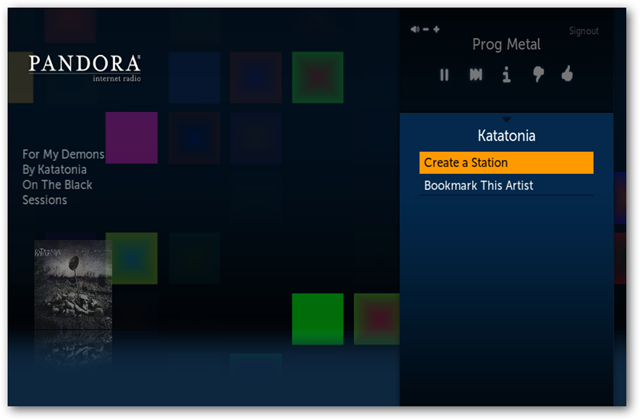 PANDORA®
internet radio
For My Demons
By Katatonia
On The Black
Sessions
KATATONIA
Signout
Prog Metal
Katatonia
Create a Station
Bookmark This Artist